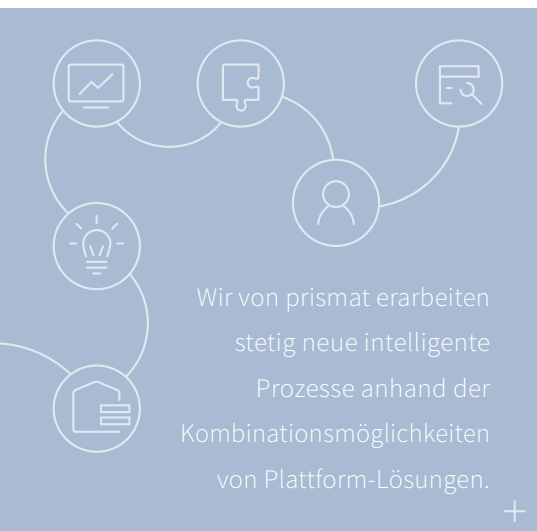 Wir von prismat erarbeiten
stetig neue intelligente
Prozesse anhand der
Kombinationsmöglichkeiten
von Plattform-Lösungen.